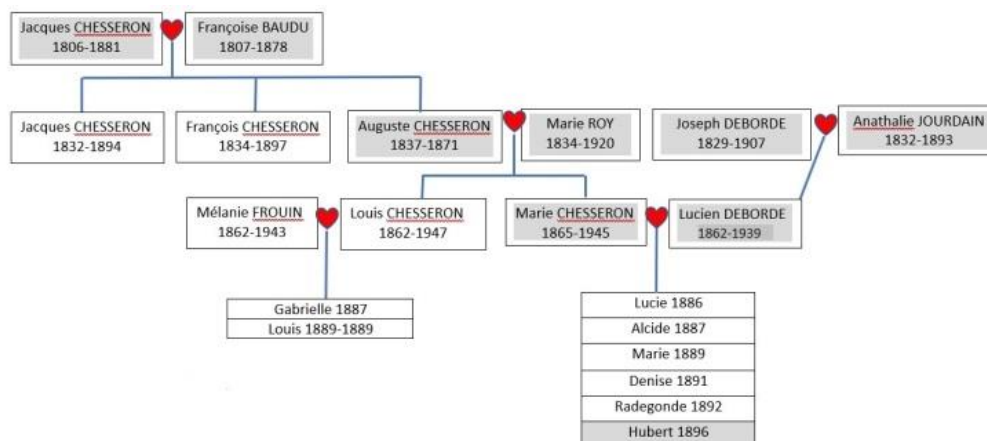 Jacques CHESSERON
1806-1881
Françoise BAUDU
1807-1878
Jacques CHESSERON
1832-1894
François CHESSERON
1834-1897
Auguste CHESSERON
1837-1871
Marie ROY
1834-1920
Joseph DEBORDE
1829-1907
Anathalie JOURDAIN
1832-1893
Mélanie FROUIN
1862-1943
Louis CHESSERON
1862-1947
Marie CHESSERON
1865-1945
Lucien DEBORDE
1862-1939
Gabrielle 1887
Louis 1889-1889
Lucie 1886
Alcide 1887
Marie 1889
Denise 1891
Radegonde 1892
Hubert 1896